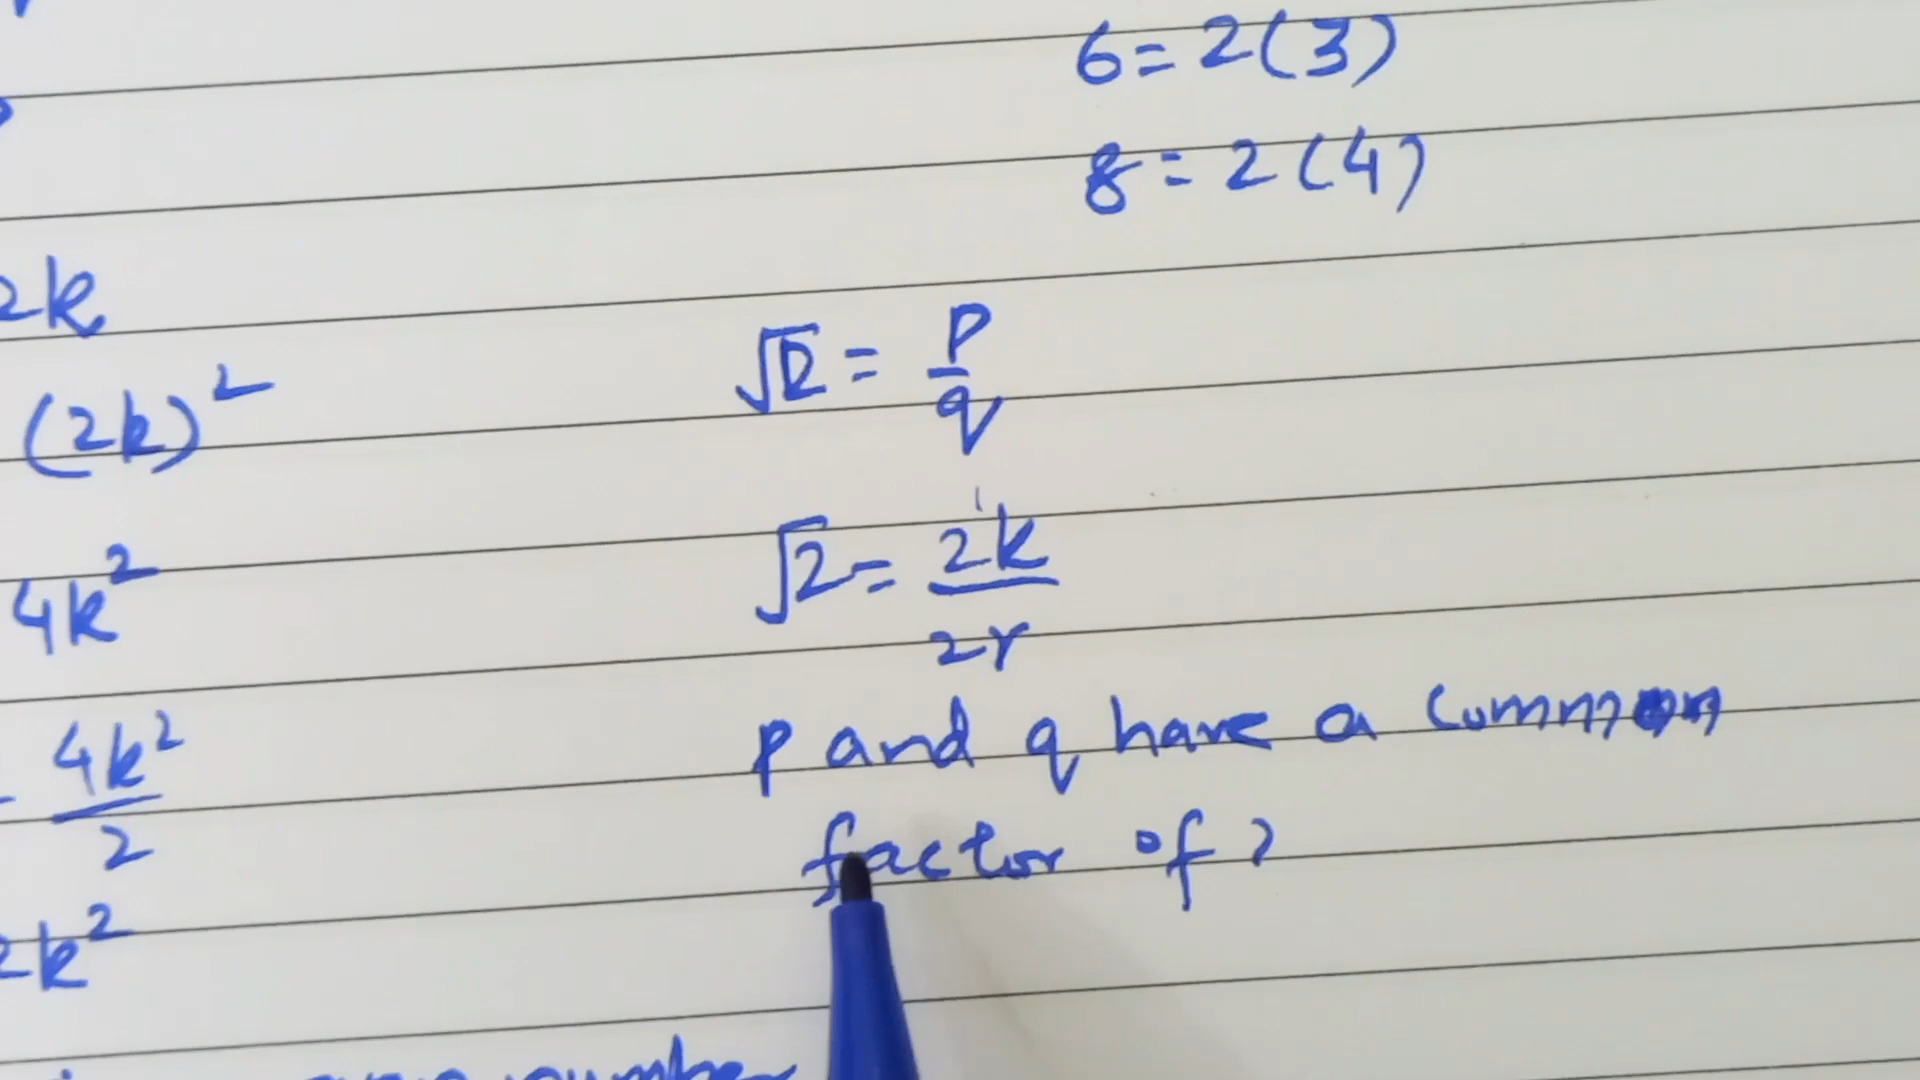 6 = 2(3)
8 = 2(4)
2k
(2k)²
4k²
4k²
2
2k²
√2 = p/q
√2 = 2k/2r
p and q have a common
factor of 2
number